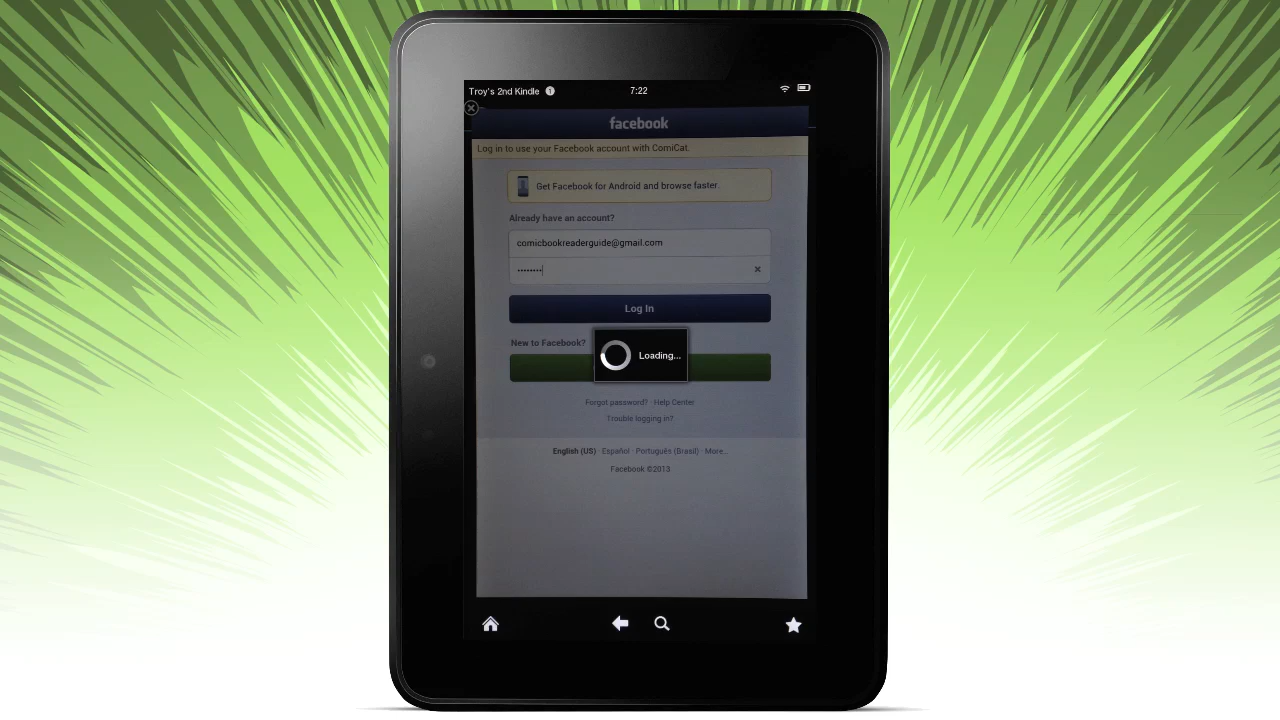 Troy's 2nd Kindle 1 7:22
facebook
Log in to use your Facebook account with ComiCat.
Get Facebook for Android and browse faster.
Already have an account?
comicbookreaderguide@gmail.com
••••••••
Log In
New to Facebook?
Loading...
Forgot password? · Help Center
Trouble logging in?
English (US) · Español · Português (Brasil) · More...
Facebook ©2013